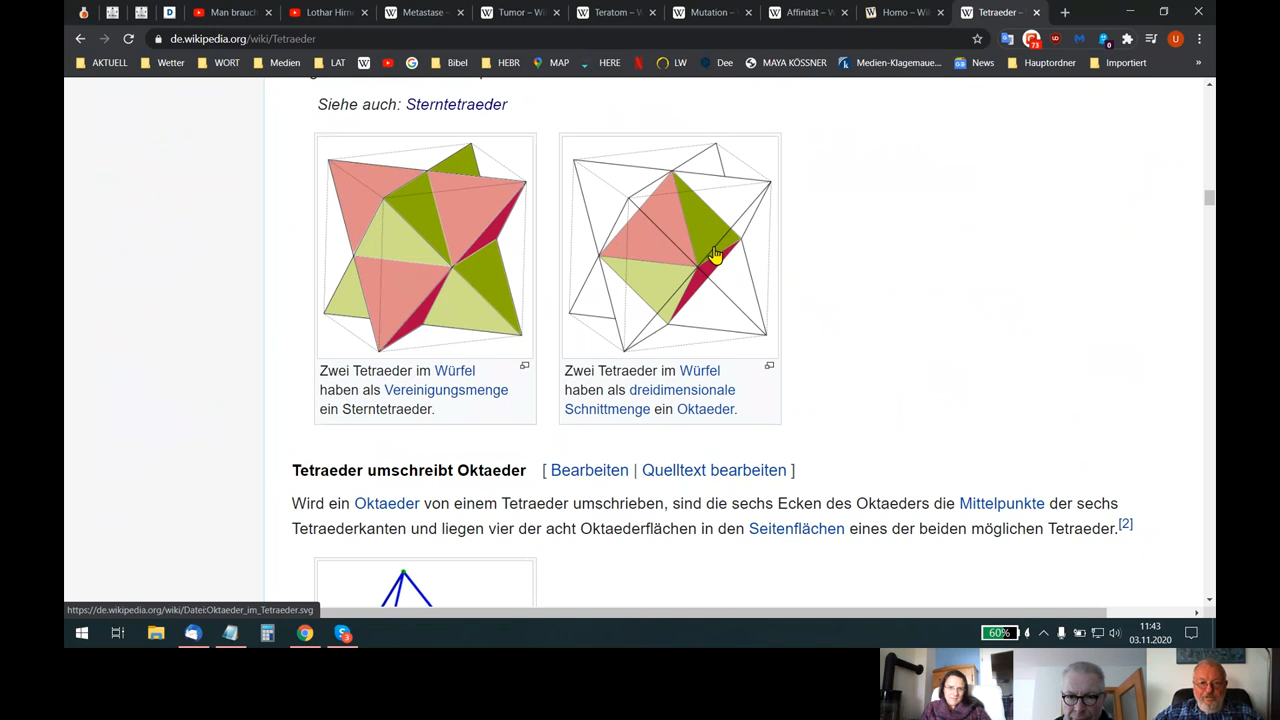 Man brauch
Lothar Hirne
Metastase -
Tumor – Wi
Teratom – W
Mutation –
Affinität – W
Homo – Wik
Tetraeder –
de.wikipedia.org/wiki/Tetraeder
AKTUELL
Wetter
WORT
Medien
LAT
Bibel
HEBR
MAP
HERE
LW
Dee
MAYA KÖSSNER
Medien-Klagemaue...
News
Hauptordner
Importiert
»
Siehe auch: Sterntetraeder
Zwei Tetraeder im Würfel
haben als Vereinigungsmenge
ein Sterntetraeder.
Zwei Tetraeder im Würfel
haben als dreidimensionale
Schnittmenge ein Oktaeder.
Tetraeder umschreibt Oktaeder [ Bearbeiten | Quelltext bearbeiten ]
Wird ein Oktaeder von einem Tetraeder umschrieben, sind die sechs Ecken des Oktaeders die Mittelpunkte der sechs
Tetraederkanten und liegen vier der acht Oktaederflächen in den Seitenflächen eines der beiden möglichen Tetraeder.[2]
https://de.wikipedia.org/wiki/Datei:Oktaeder_im_Tetraeder.svg
60%
11:43
03.11.2020